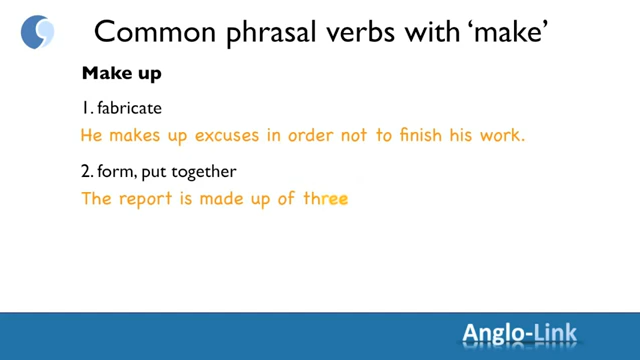 Common phrasal verbs with ‘make’
Make up
1. fabricate
He makes up excuses in order not to finish his work.
2. form, put together
The report is made up of three
Anglo-Link